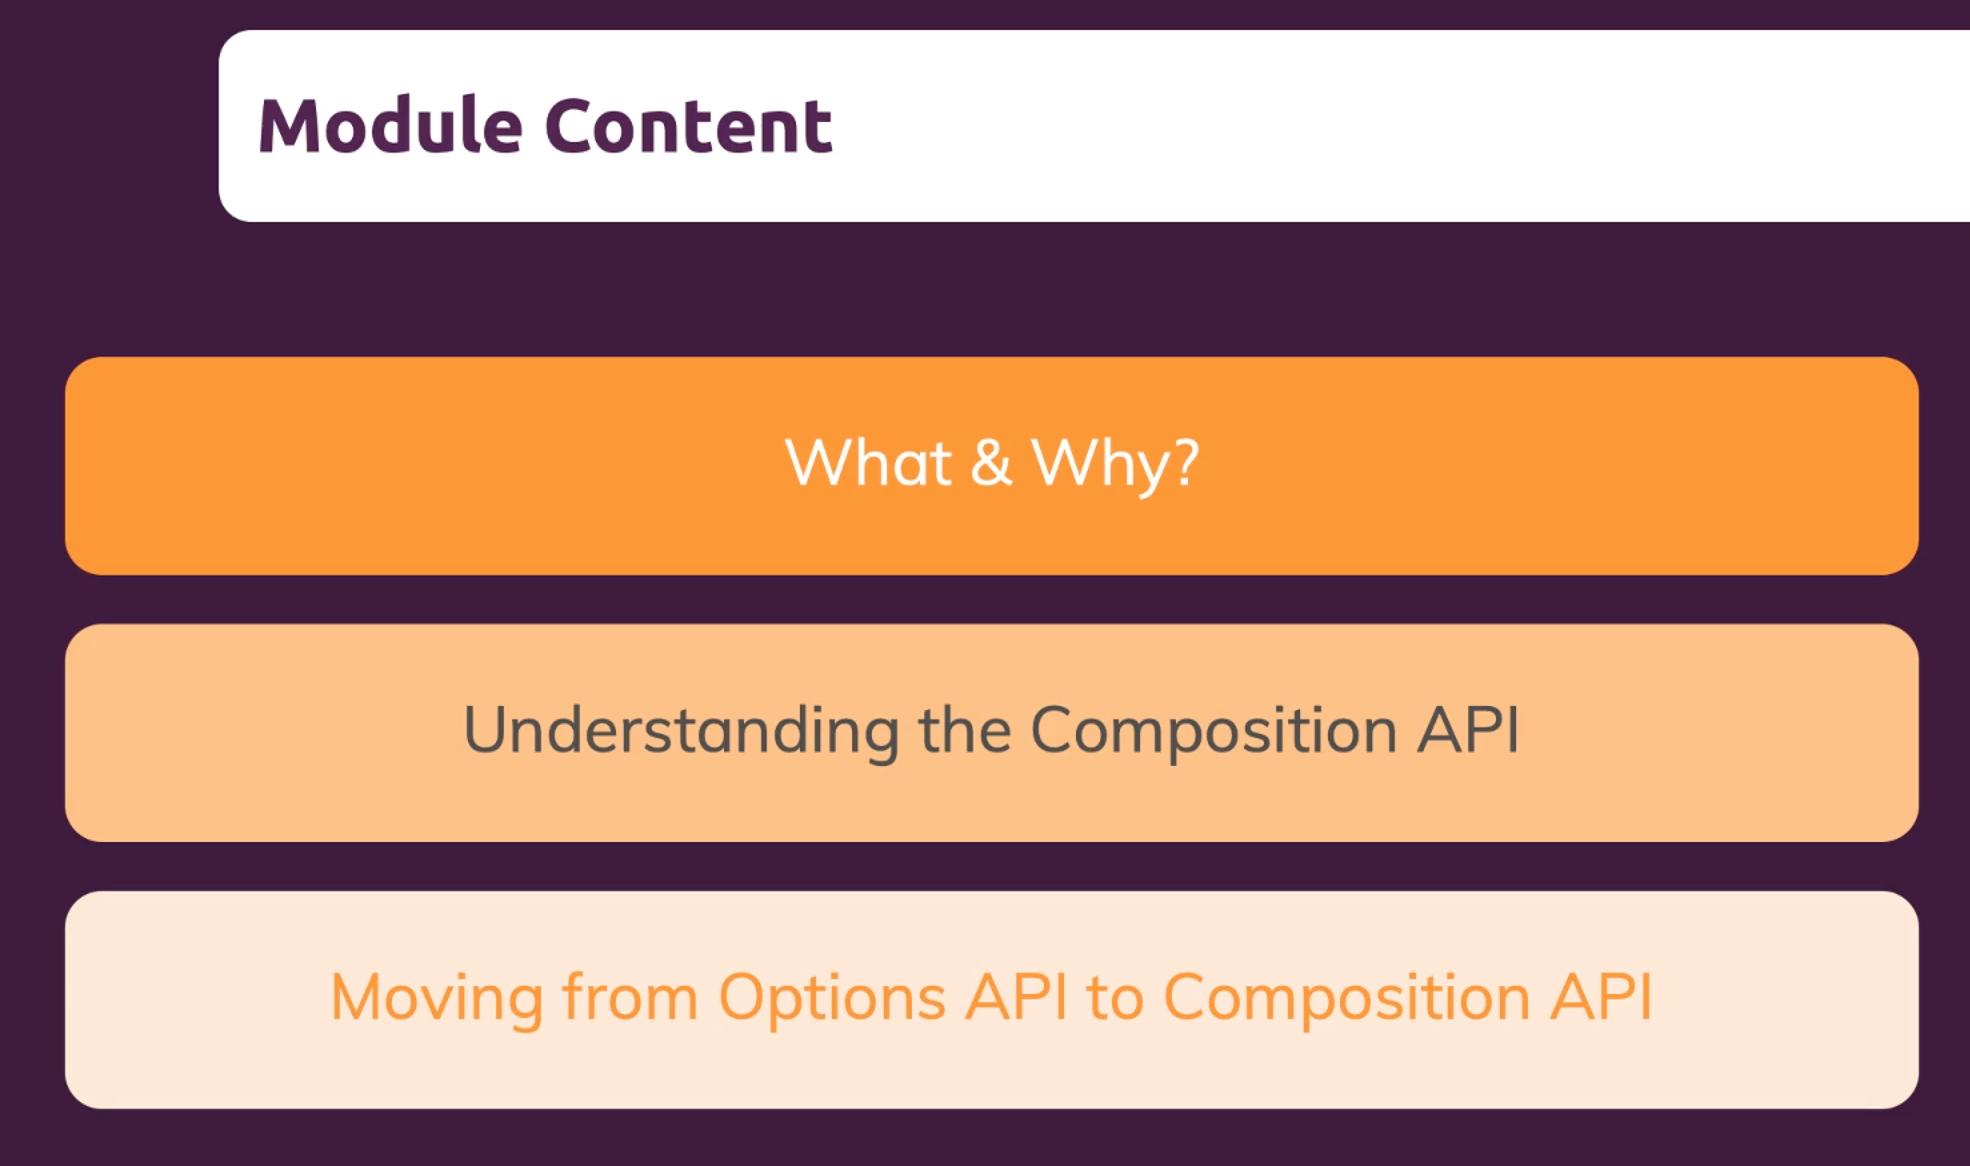 Module Content
What & Why?
Understanding the Composition API
Moving from Options API to Composition API